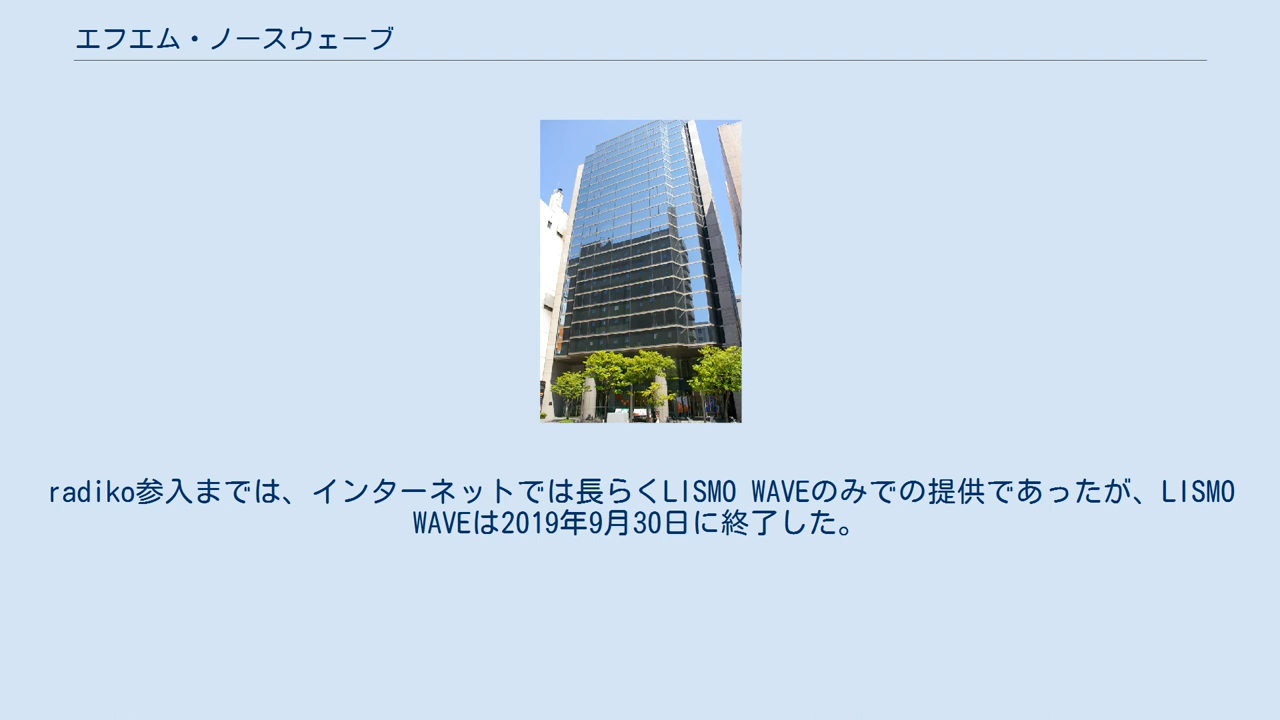 エフエム・ノースウェーブ
radiko参入までは、インターネットでは長らくLISMO WAVEのみでの提供であったが、LISMO
WAVEは2019年9月30日に終了した。